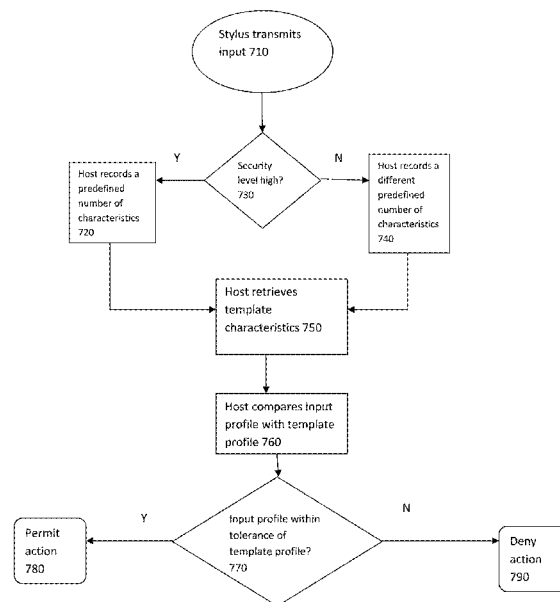 Stylus transmits
input 710
Y
N
Security
level high?
730
Host records a
predefined
number of
characteristics
720
Host records a
different
predefined
number of
characteristics
740
Host retrieves
template
characteristics 750
Host compares input
profile with template
profile 760
Y
N
Input profile within
tolerance of
template profile?
770
Permit
action
780
Deny
action
790